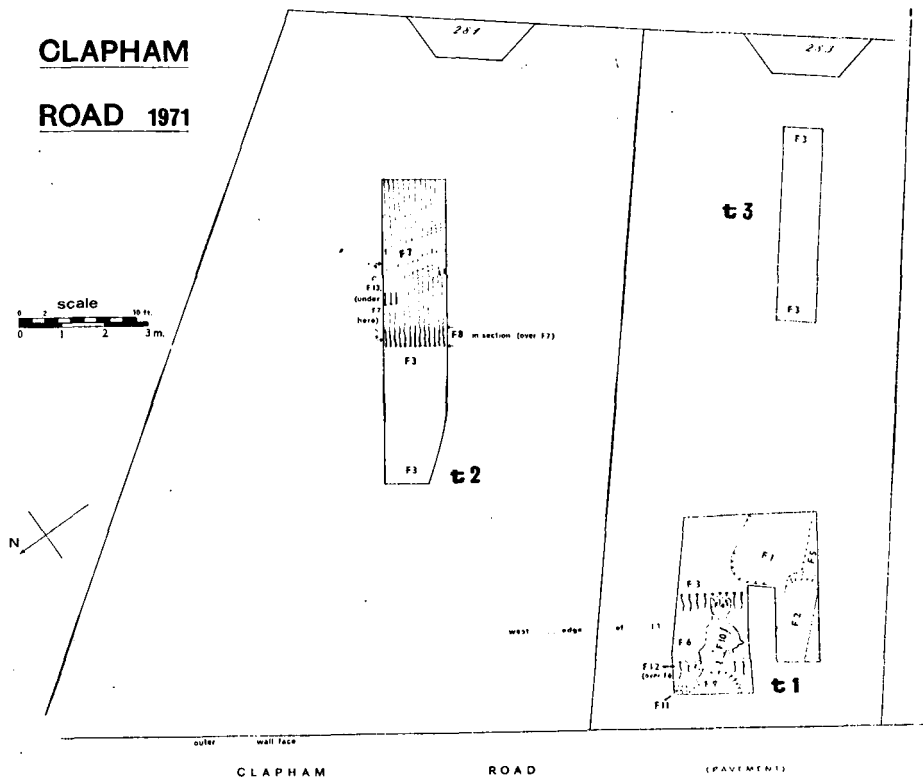 CLAPHAM
ROAD 1971
281
283
F3
t3
F3
F7
F13
(under
F7
here)
F8 in section (over F7)
F3
F3
t2
scale
0 2 10 ft.
0 1 2 3 m.
N
F1
F5
F3
F2
west edge of
F6
F10
F12
F9
F11
t1
outer wall face
CLAPHAM ROAD (PAVEMENT)